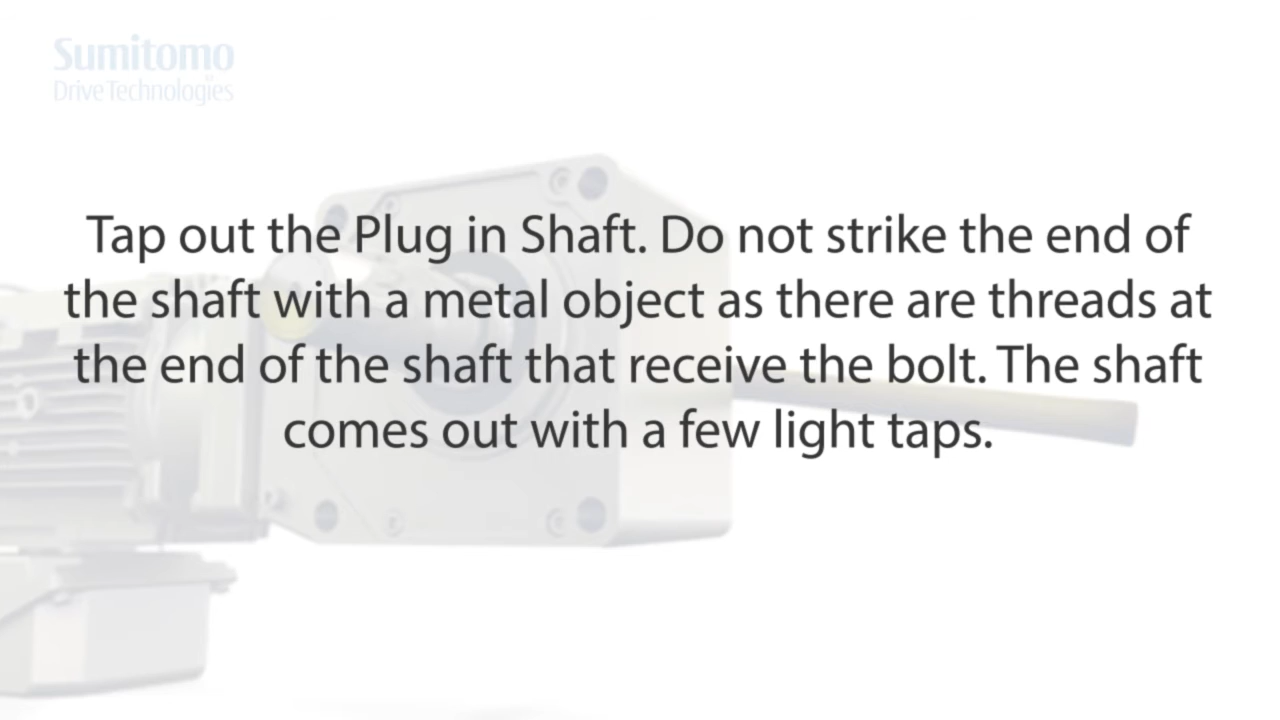 Sumitomo
Drive Technologies
Tap out the Plug in Shaft. Do not strike the end of
the shaft with a metal object as there are threads at
the end of the shaft that receive the bolt. The shaft
comes out with a few light taps.